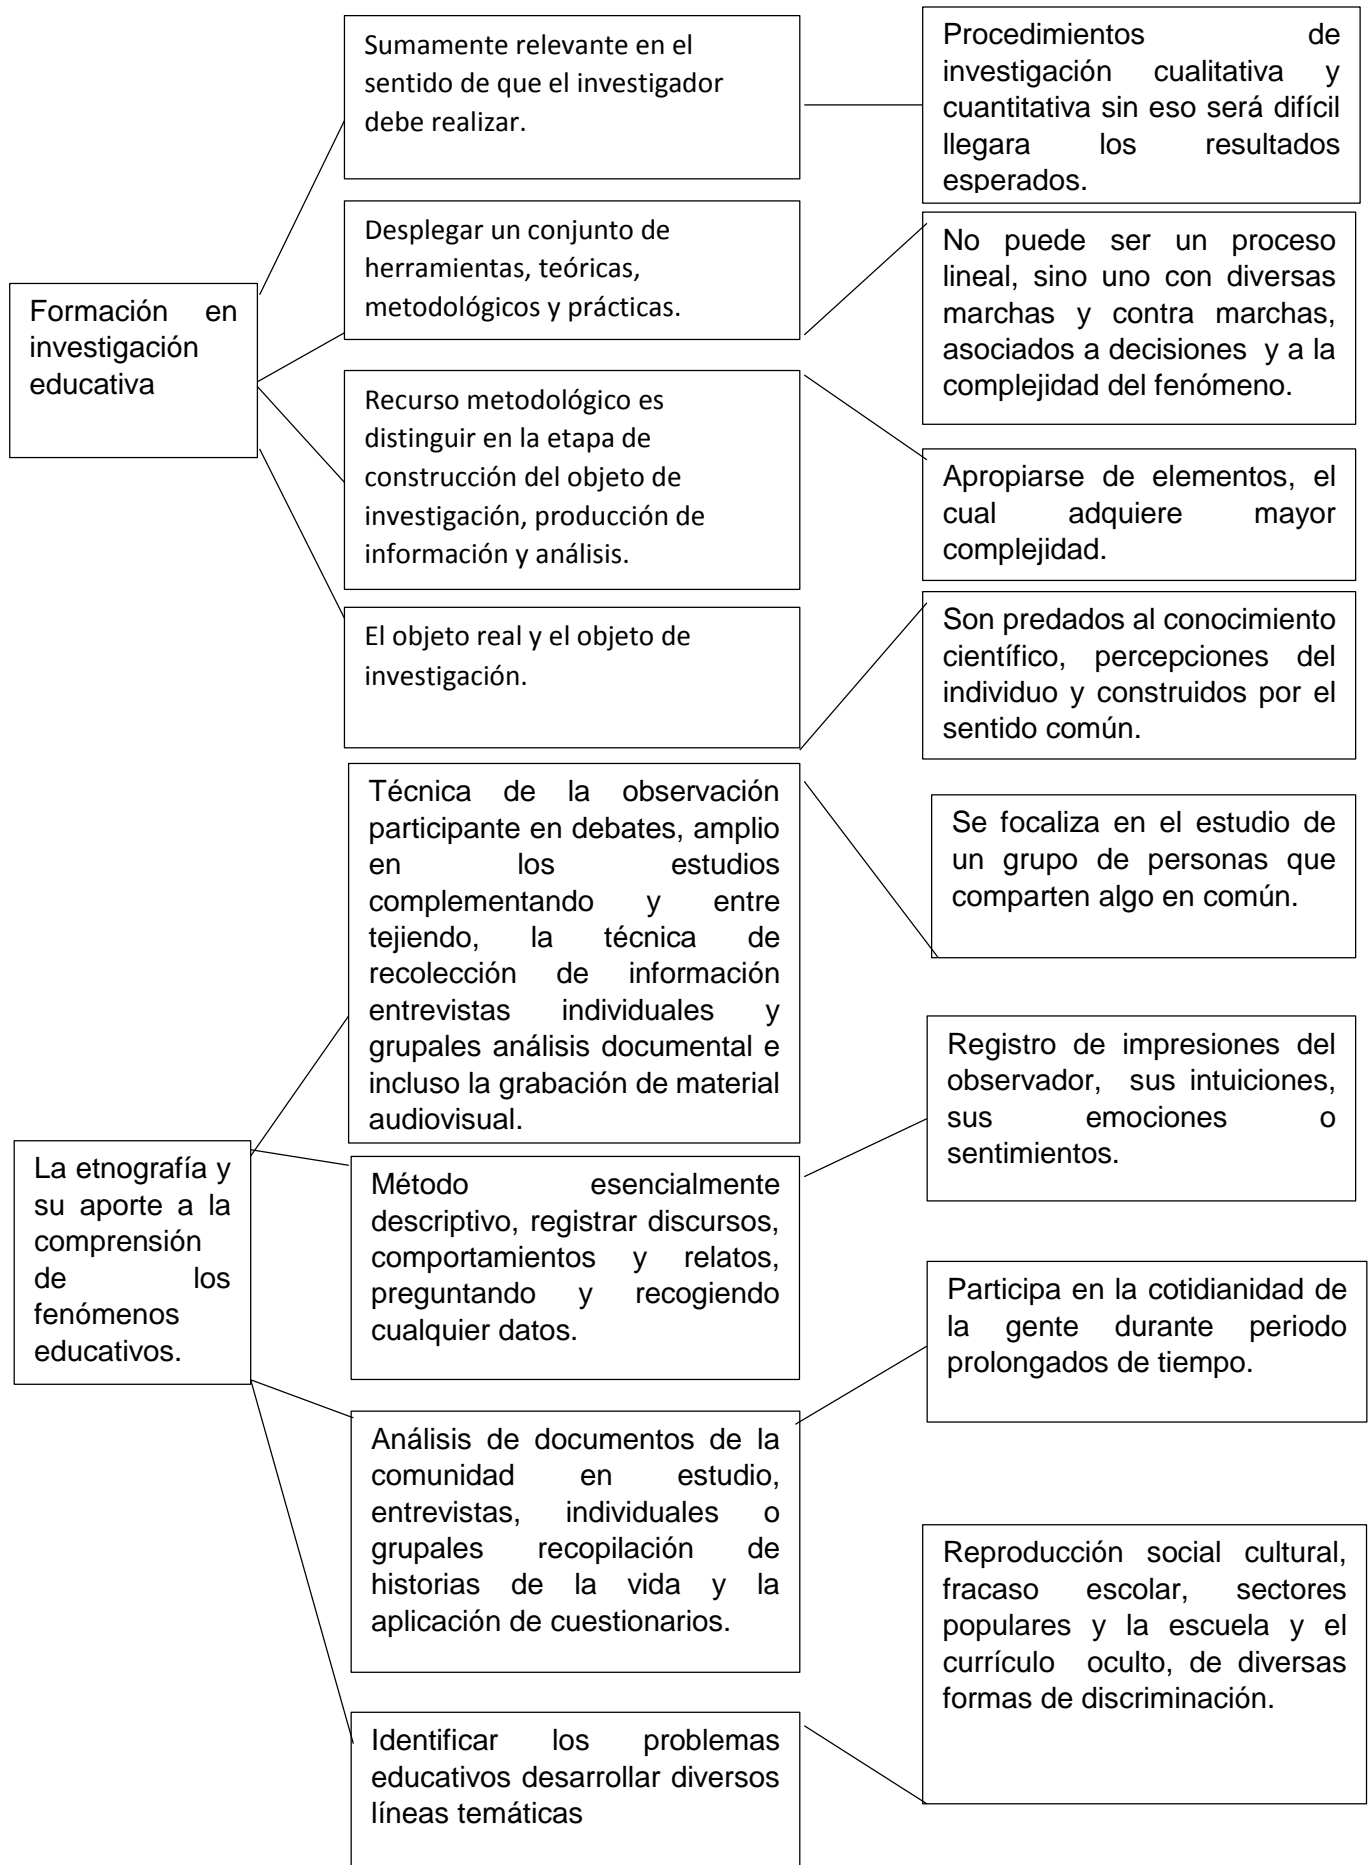 Sumamente relevante en el
sentido de que el investigador
debe realizar.
Procedimientos de
investigación cualitativa y
cuantitativa sin eso será difícil
llegara los resultados
esperados.
Desplegar un conjunto de
herramientas, teóricas,
metodológicos y prácticas.
No puede ser un proceso
lineal, sino uno con diversas
marchas y contra marchas,
asociados a decisiones y a la
complejidad del fenómeno.
Formación en
investigación
educativa
Recurso metodológico es
distinguir en la etapa de
construcción del objeto de
investigación, producción de
información y análisis.
Apropiarse de elementos, el
cual adquiere mayor
complejidad.
El objeto real y el objeto de
investigación.
Son predados al conocimiento
científico, percepciones del
individuo y construidos por el
sentido común.
Técnica de la observación
participante en debates, amplio
en los estudios
complementando y entre
tejiendo, la técnica de
recolección de información
entrevistas individuales y
grupales análisis documental e
incluso la grabación de material
audiovisual.
Se focaliza en el estudio de
un grupo de personas que
comparten algo en común.
Registro de impresiones del
observador, sus intuiciones,
sus emociones o
sentimientos.
La etnografía y
su aporte a la
comprensión
de los
fenómenos
educativos.
Método esencialmente
descriptivo, registrar discursos,
comportamientos y relatos,
preguntando y recogiendo
cualquier datos.
Participa en la cotidianidad de
la gente durante periodo
prolongados de tiempo.
Análisis de documentos de la
comunidad en estudio,
entrevistas, individuales o
grupales recopilación de
historias de la vida y la
aplicación de cuestionarios.
Reproducción social cultural,
fracaso escolar, sectores
populares y la escuela y el
currículo oculto, de diversas
formas de discriminación.
Identificar los problemas
educativos desarrollar diversos
líneas temáticas